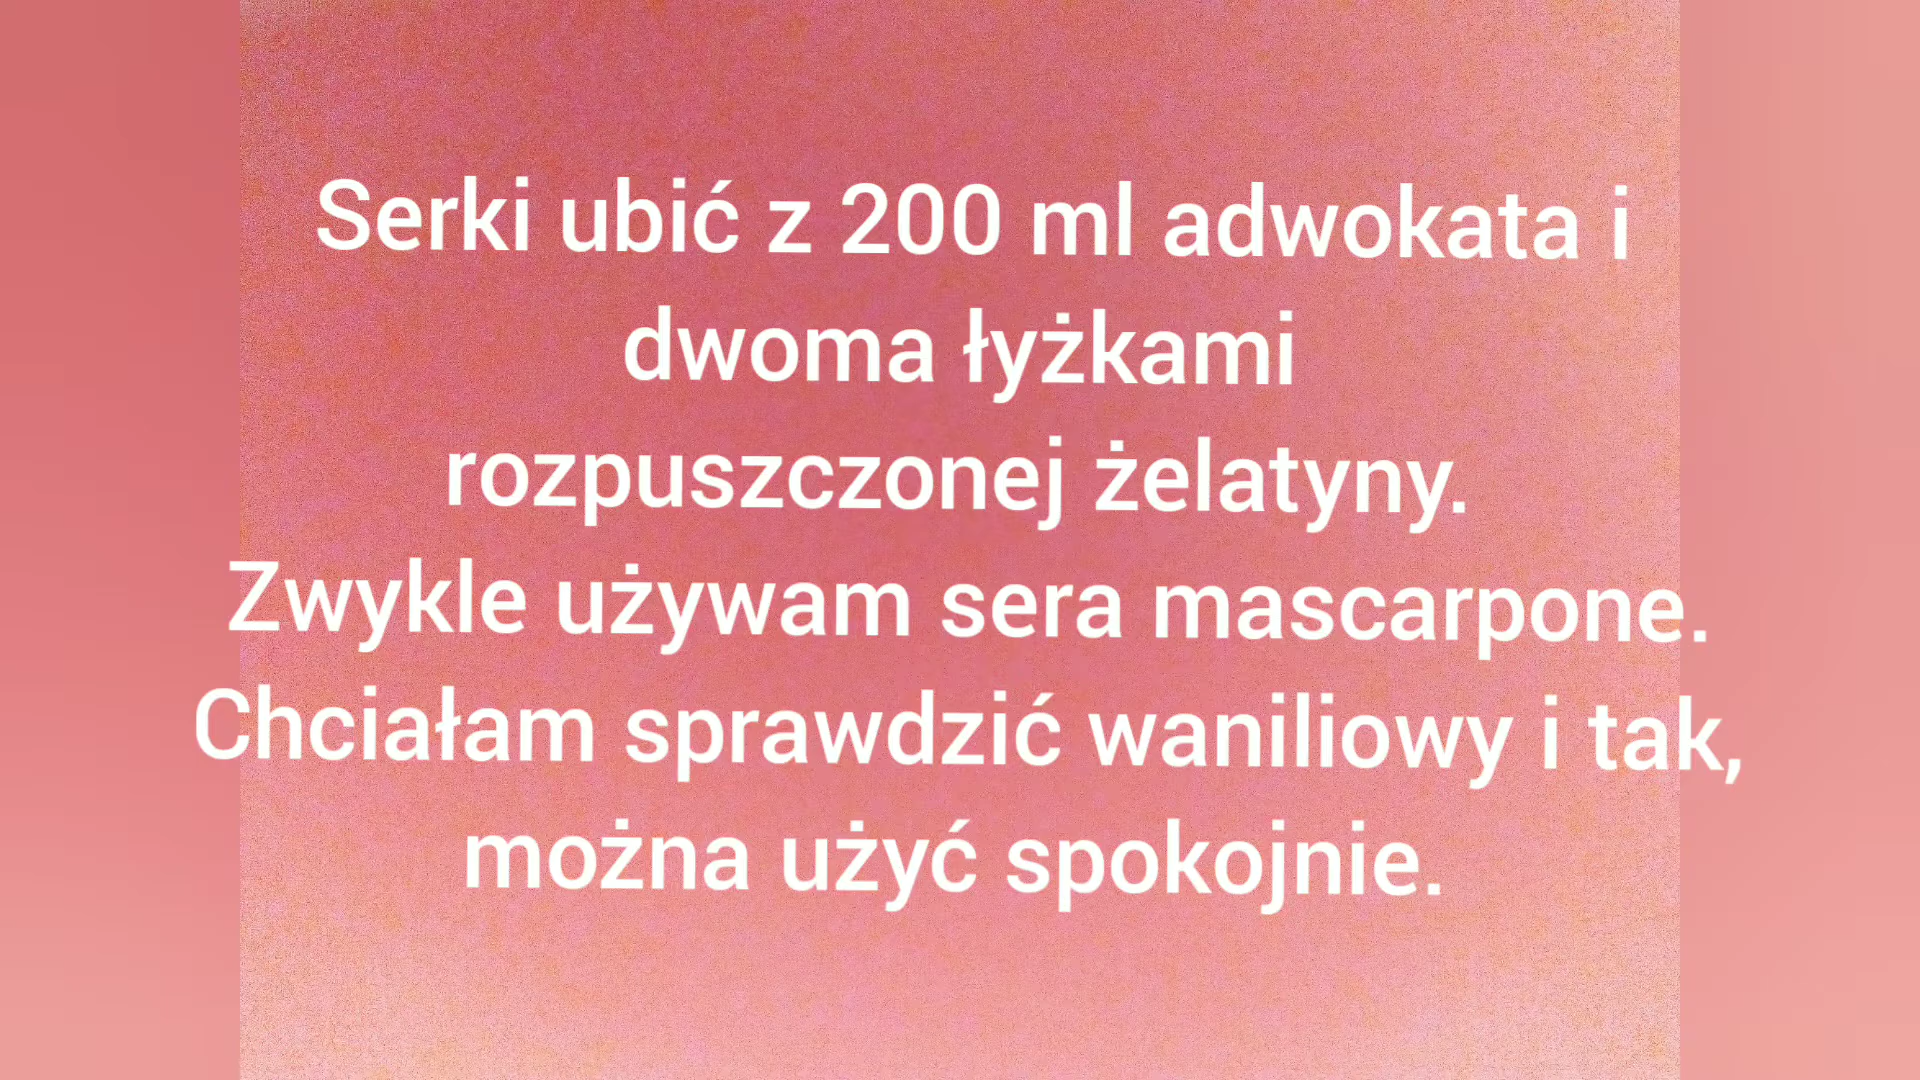 Serki ubić z 200 ml adwokata i
dwoma łyżkami
rozpuszczonej żelatyny.
Zwykle używam sera mascarpone.
Chciałam sprawdzić waniliowy i tak,
można użyć spokojnie.